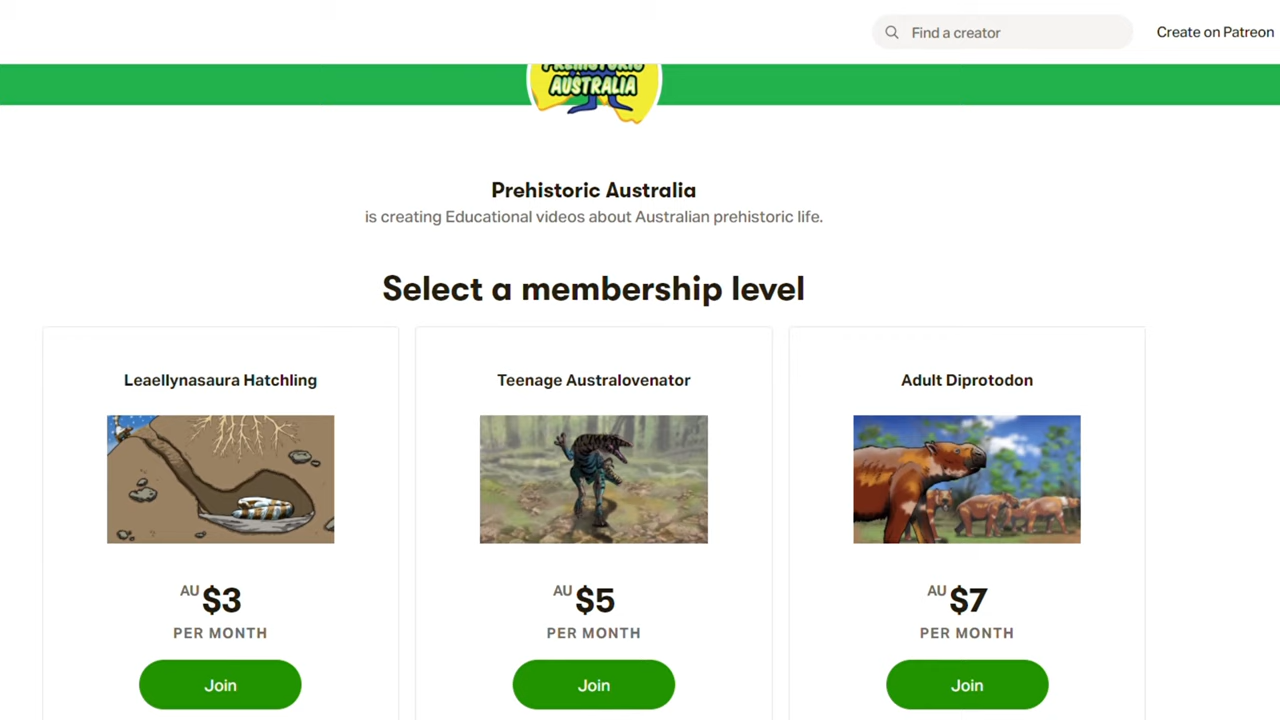 Find a creator
Create on Patreon
PREHISTORIC
AUSTRALIA
Prehistoric Australia
is creating Educational videos about Australian prehistoric life.
Select a membership level
Leaellynasaura Hatchling
Teenage Australovenator
Adult Diprotodon
AU $3
PER MONTH
Join
AU $5
PER MONTH
Join
AU $7
PER MONTH
Join